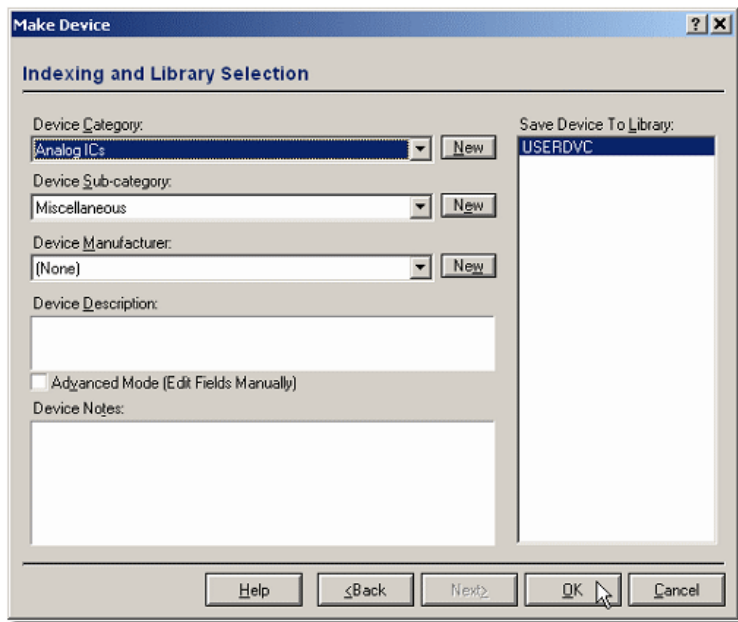 Make Device
Indexing and Library Selection
Device Category:
Analog ICs
New
Device Sub-category:
Miscellaneous
New
Device Manufacturer:
(None)
New
Device Description:
Advanced Mode (Edit Fields Manually)
Device Notes:
Save Device To Library:
USERDVC
Help
<Back
Next>
OK
Cancel